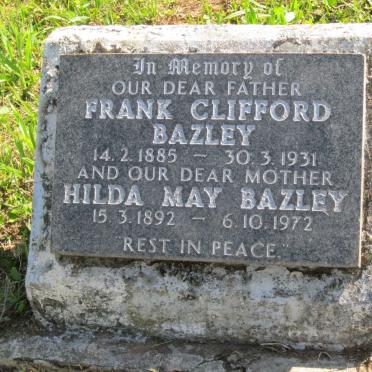 In Memory of
OUR DEAR FATHER
FRANK CLIFFORD
BAZLEY
14.2.1885 ~ 30.3.1931
AND OUR DEAR MOTHER
HILDA MAY BAZLEY
15.3.1892 ~ 6.10.1972
"REST IN PEACE."